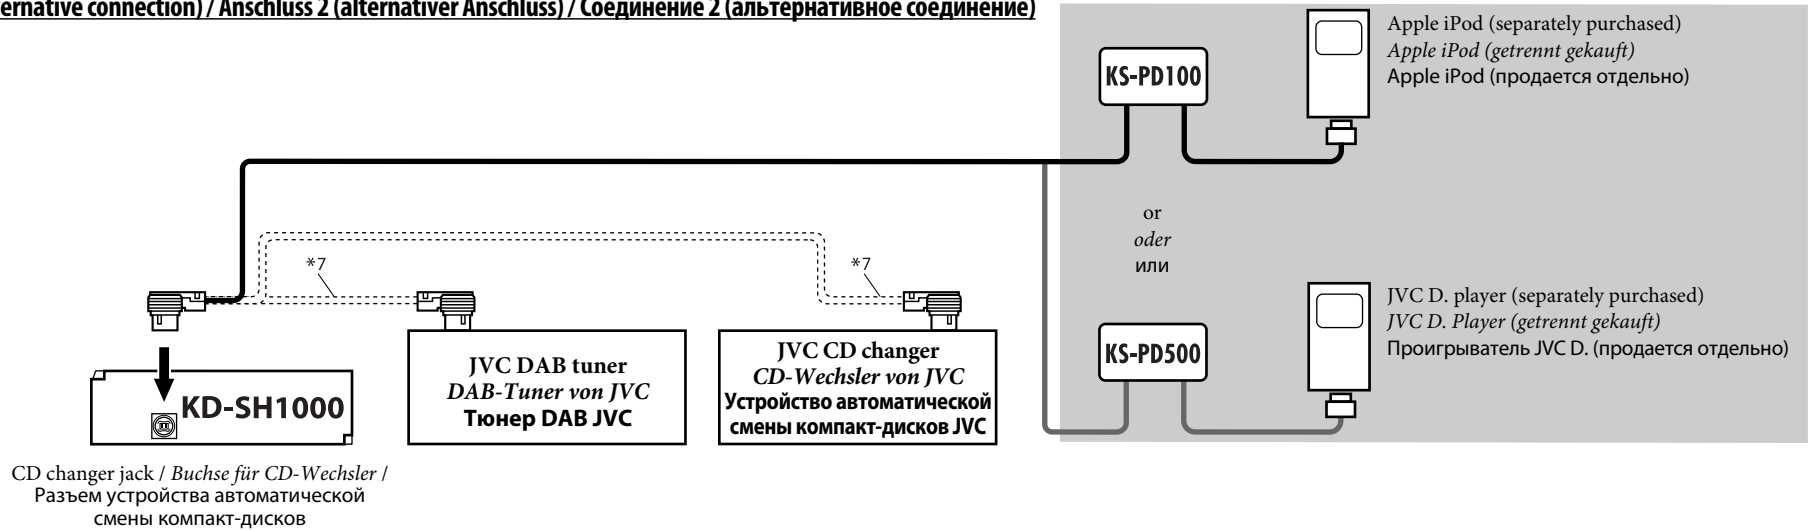 ernative connection) / Anschluss 2 (alternativer Anschluss) / Соединение 2 (альтернативное соединение)
KS-PD100
Apple iPod (separately purchased)
Apple iPod (getrennt gekauft)
Apple iPod (продается отдельно)
or
oder
или
*7
*7
KS-PD500
JVC D. player (separately purchased)
JVC D. Player (getrennt gekauft)
Проигрыватель JVC D. (продается отдельно)
KD-SH1000
JVC DAB tuner
DAB-Tuner von JVC
Тюнер DAB JVC
JVC CD changer
CD-Wechsler von JVC
Устройство автоматической
смены компакт-дисков JVC
CD changer jack / Buchse für CD-Wechsler /
Разъем устройства автоматической
смены компакт-дисков